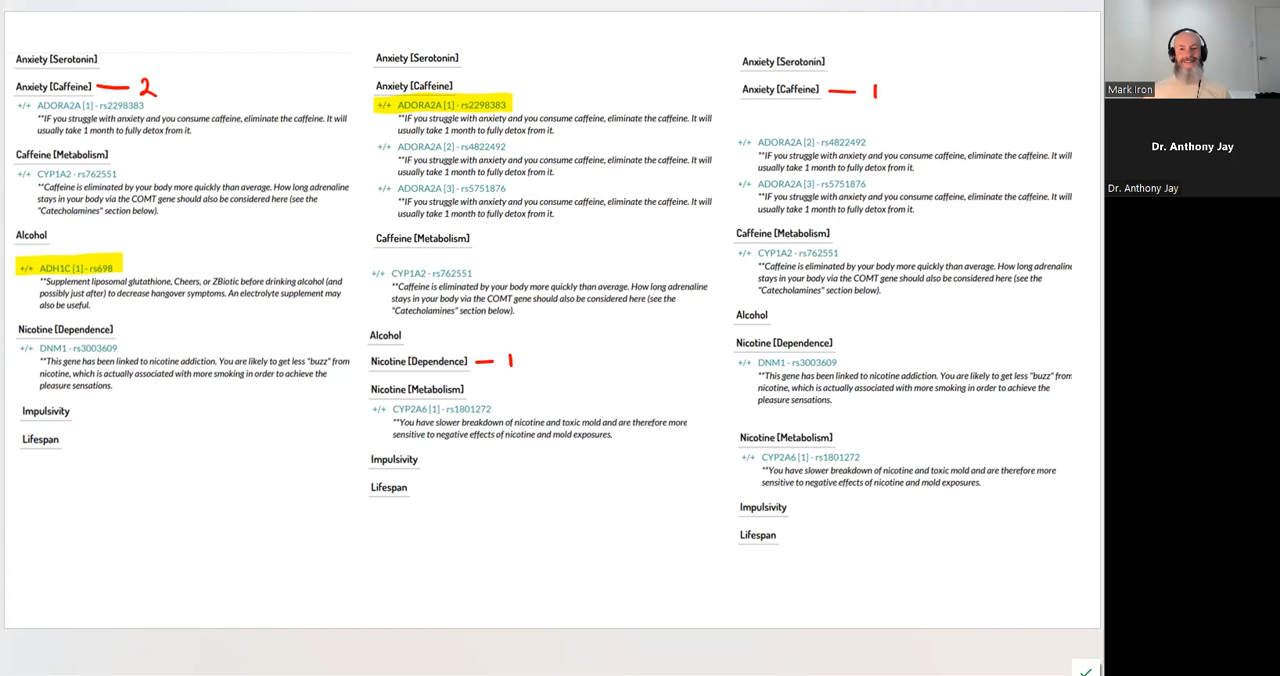 Anxiety [Serotonin]
Anxiety [Caffeine] — 2
+/+ ADORA2A [1] - rs2298383
**IF you struggle with anxiety and you consume caffeine, eliminate the caffeine. It will
usually take 1 month to fully detox from it.
Caffeine [Metabolism]
+/+ CYP1A2 - rs762551
**Caffeine is eliminated by your body more quickly than average. How long adrenaline
stays in your body via the COMT gene should also be considered here (see the
"Catecholamines" section below).
Alcohol
+/+ ADH1C [1] - rs698
**Supplement liposomal glutathione, Cheers, or ZBiotic before drinking alcohol (and
possibly just after) to decrease hangover symptoms. An electrolyte supplement may
also be useful.
Nicotine [Dependence]
+/+ DNM1 - rs3003609
**This gene has been linked to nicotine addiction. You are likely to get less "buzz" from
nicotine, which is actually associated with more smoking in order to achieve the
pleasure sensations.
Impulsivity
Lifespan
Anxiety [Serotonin]
Anxiety [Caffeine]
+/+ ADORA2A [1] - rs2298383
**IF you struggle with anxiety and you consume caffeine, eliminate the caffeine. It will
usually take 1 month to fully detox from it.
+/+ ADORA2A [2] - rs4822492
**IF you struggle with anxiety and you consume caffeine, eliminate the caffeine. It will
usually take 1 month to fully detox from it.
+/+ ADORA2A [3] - rs5751876
**IF you struggle with anxiety and you consume caffeine, eliminate the caffeine. It will
usually take 1 month to fully detox from it.
Caffeine [Metabolism]
+/+ CYP1A2 - rs762551
**Caffeine is eliminated by your body more quickly than average. How long adrenaline
stays in your body via the COMT gene should also be considered here (see the
"Catecholamines" section below).
Alcohol
Nicotine [Dependence] — 1
Nicotine [Metabolism]
+/+ CYP2A6 [1] - rs1801272
**You have slower breakdown of nicotine and toxic mold and are therefore more
sensitive to negative effects of nicotine and mold exposures.
Impulsivity
Lifespan
Anxiety [Serotonin]
Anxiety [Caffeine] — 1
+/+ ADORA2A [2] - rs4822492
**IF you struggle with anxiety and you consume caffeine, eliminate the caffeine. It will
usually take 1 month to fully detox from it.
+/+ ADORA2A [3] - rs5751876
**IF you struggle with anxiety and you consume caffeine, eliminate the caffeine. It will
usually take 1 month to fully detox from it.
Caffeine [Metabolism]
+/+ CYP1A2 - rs762551
**Caffeine is eliminated by your body more quickly than average. How long adrenaline
stays in your body via the COMT gene should also be considered here (see the
"Catecholamines" section below).
Alcohol
Nicotine [Dependence]
+/+ DNM1 - rs3003609
**This gene has been linked to nicotine addiction. You are likely to get less "buzz" from
nicotine, which is actually associated with more smoking in order to achieve the
pleasure sensations.
Nicotine [Metabolism]
+/+ CYP2A6 [1] - rs1801272
**You have slower breakdown of nicotine and toxic mold and are therefore more
sensitive to negative effects of nicotine and mold exposures.
Impulsivity
Lifespan
Mark Iron
Dr. Anthony Jay
Dr. Anthony Jay